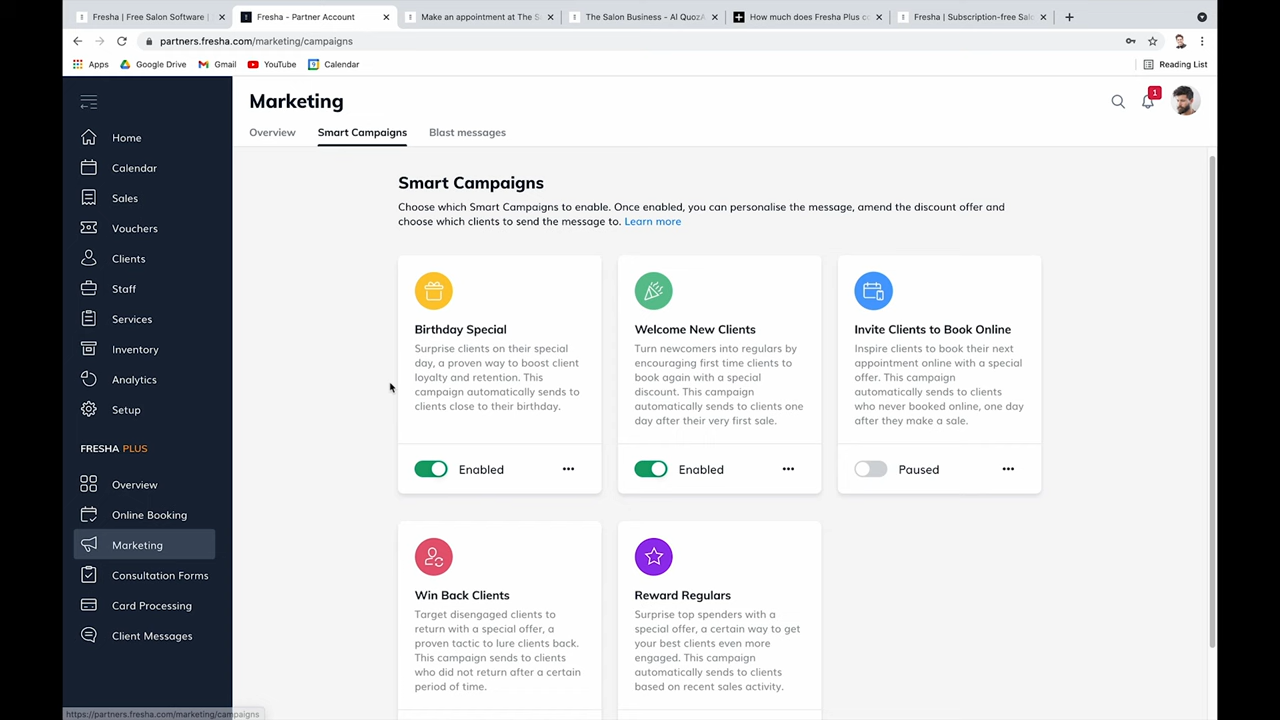 Fresha | Free Salon Software |
Fresha - Partner Account
Make an appointment at The S
The Salon Business - Al Quoz
How much does Fresha Plus co
Fresha | Subscription-free Sal
partners.fresha.com/marketing/campaigns
Apps
Google Drive
Gmail
YouTube
Calendar
Reading List
Home
Calendar
Sales
Vouchers
Clients
Staff
Services
Inventory
Analytics
Setup
FRESHA PLUS
Overview
Online Booking
Marketing
Consultation Forms
Card Processing
Client Messages
https://partners.fresha.com/marketing/campaigns
Marketing
1
Overview
Smart Campaigns
Blast messages
Smart Campaigns
Choose which Smart Campaigns to enable. Once enabled, you can personalise the message, amend the discount offer and
choose which clients to send the message to. Learn more
Birthday Special
Surprise clients on their special
day, a proven way to boost client
loyalty and retention. This
campaign automatically sends to
clients close to their birthday.
Enabled
Welcome New Clients
Turn newcomers into regulars by
encouraging first time clients to
book again with a special
discount. This campaign
automatically sends to clients one
day after their very first sale.
Enabled
Invite Clients to Book Online
Inspire clients to book their next
appointment online with a special
offer. This campaign
automatically sends to clients
who never booked online, one day
after they make a sale.
Paused
Win Back Clients
Target disengaged clients to
return with a special offer, a
proven tactic to lure clients back.
This campaign sends to clients
who did not return after a certain
period of time.
Reward Regulars
Surprise top spenders with a
special offer, a certain way to get
your best clients even more
engaged. This campaign
automatically sends to clients
based on recent sales activity.